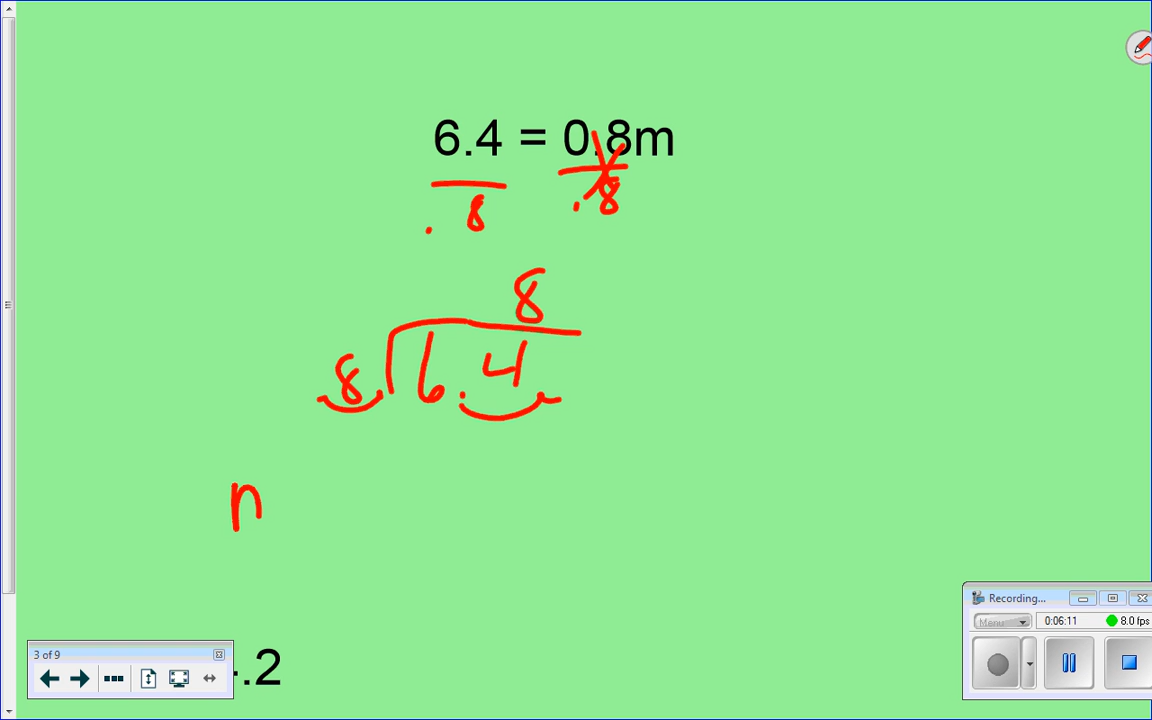 6.4 = 0.8m
.8 .8
8
8. 6.4
n
.2
3 of 9
Recording...
Menu 0:06:11 8.0 fps